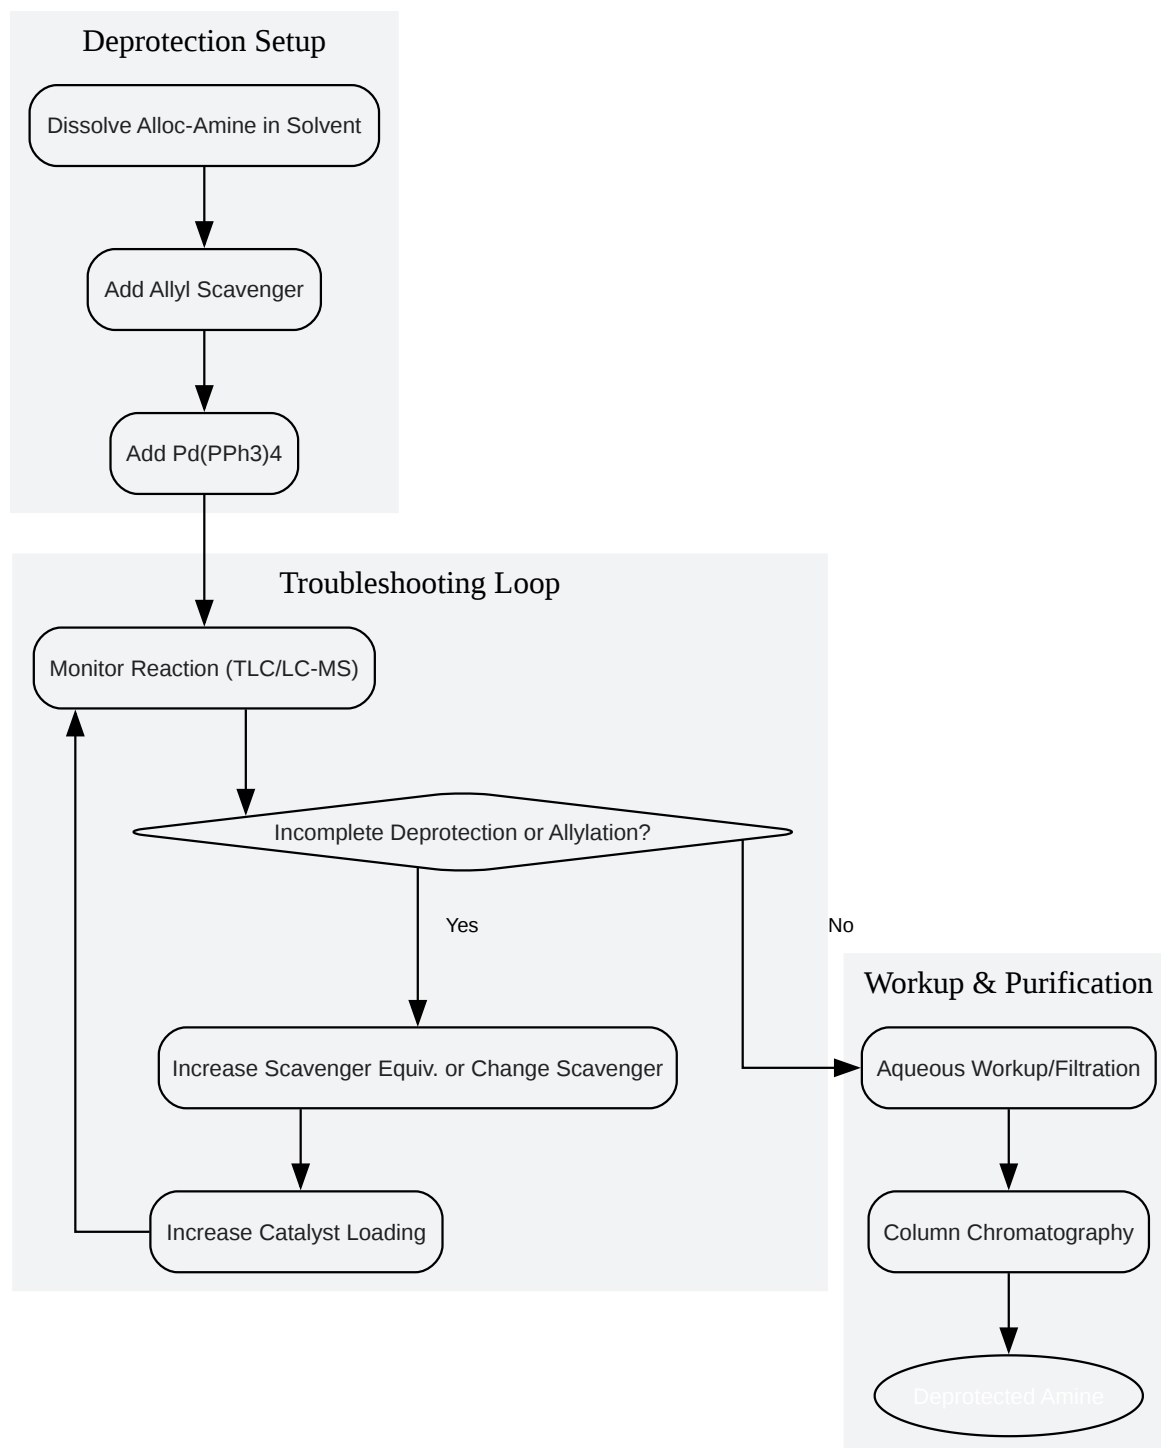 Deprotection Setup
Dissolve Alloc-Amine in Solvent
Add Allyl Scavenger
Add Pd(PPh3)4
Troubleshooting Loop
Monitor Reaction (TLC/LC-MS)
Incomplete Deprotection or Allylation?
Yes
No
Workup & Purification
Increase Scavenger Equiv. or Change Scavenger
Aqueous Workup/Filtration
Increase Catalyst Loading
Column Chromatography
Deprotected Amine